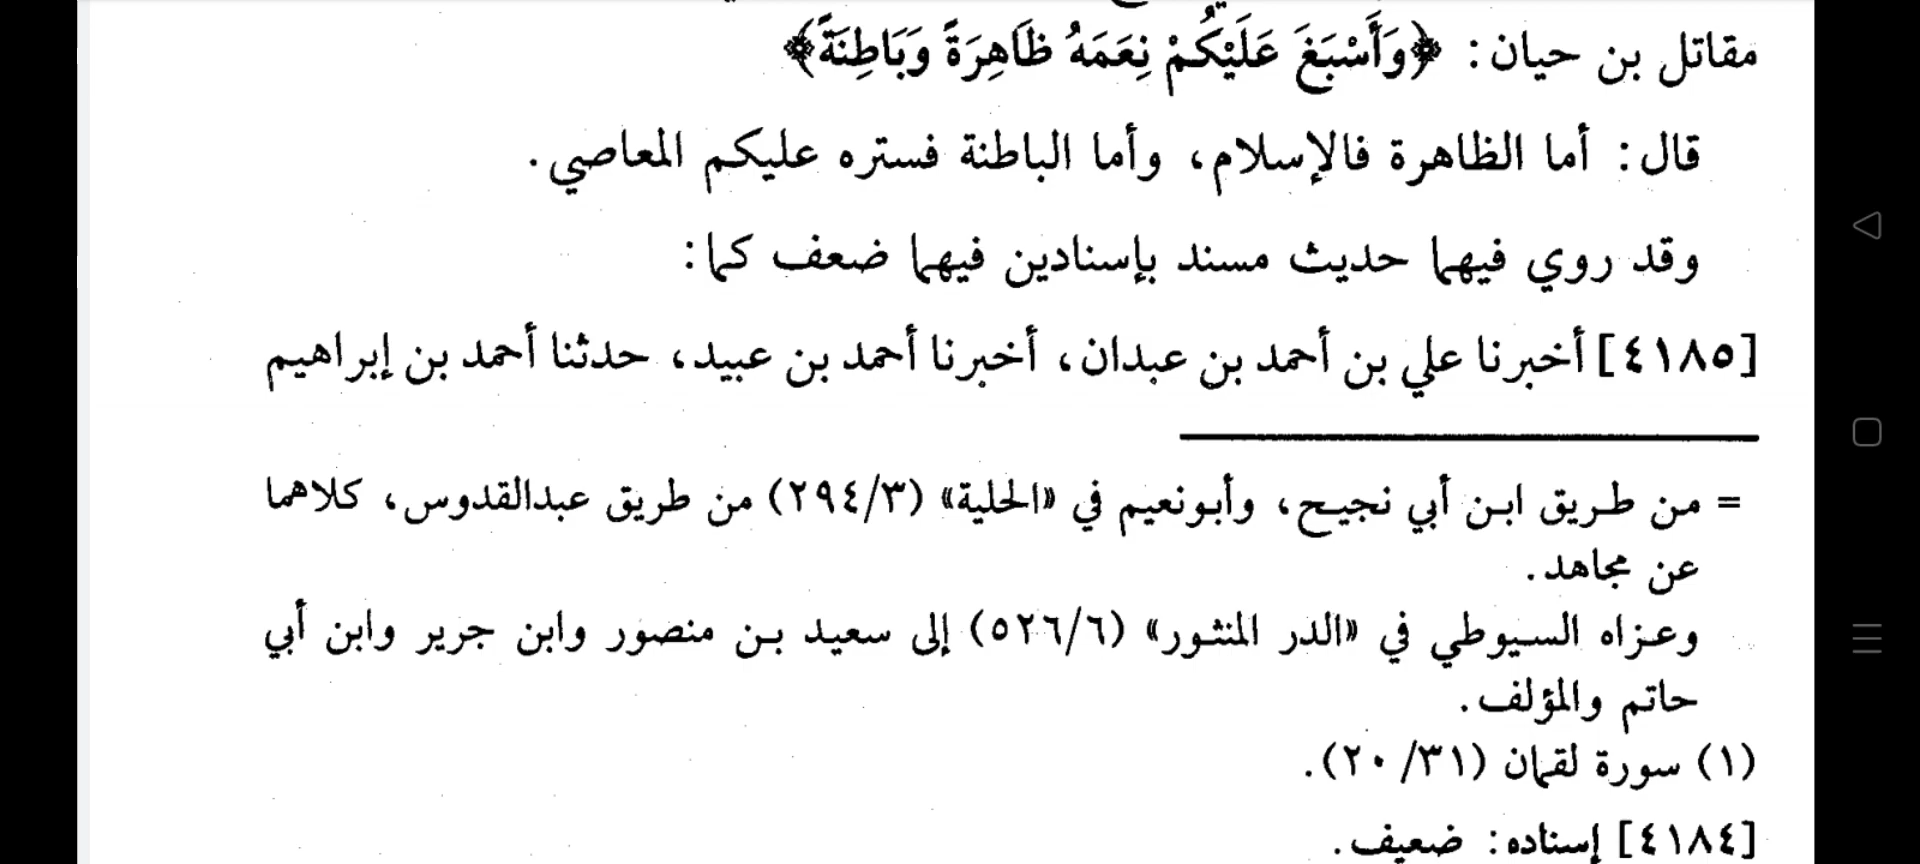 مقاتل بن حيان: ﴿وَأَسْبَغَ عَلَيْكُمْ نِعَمَهُ ظَاهِرَةً وَبَاطِنَةً﴾
قال: أما الظاهرة فالإسلام، وأما الباطنة فستره عليكم المعاصي.
وقد روي فيهما حديث مسند بإسنادين فيهما ضعف كما:
[٤١٨٥] أخبرنا علي بن أحمد بن عبدان، أخبرنا أحمد بن عبيد، حدثنا أحمد بن إبراهيم
= من طريق ابن أبي نجيح، وأبونعيم في «الحلية» (٢٩٤/٣) من طريق عبدالقدوس، كلاهما
عن مجاهد.
وعزاه السيوطي في «الدر المنثور» (٥٢٦/٦) إلى سعيد بن منصور وابن جرير وابن أبي
حاتم والمؤلف.
(١) سورة لقمان (٢٠/٣١).
[٤١٨٤] إسناده: ضعيف.